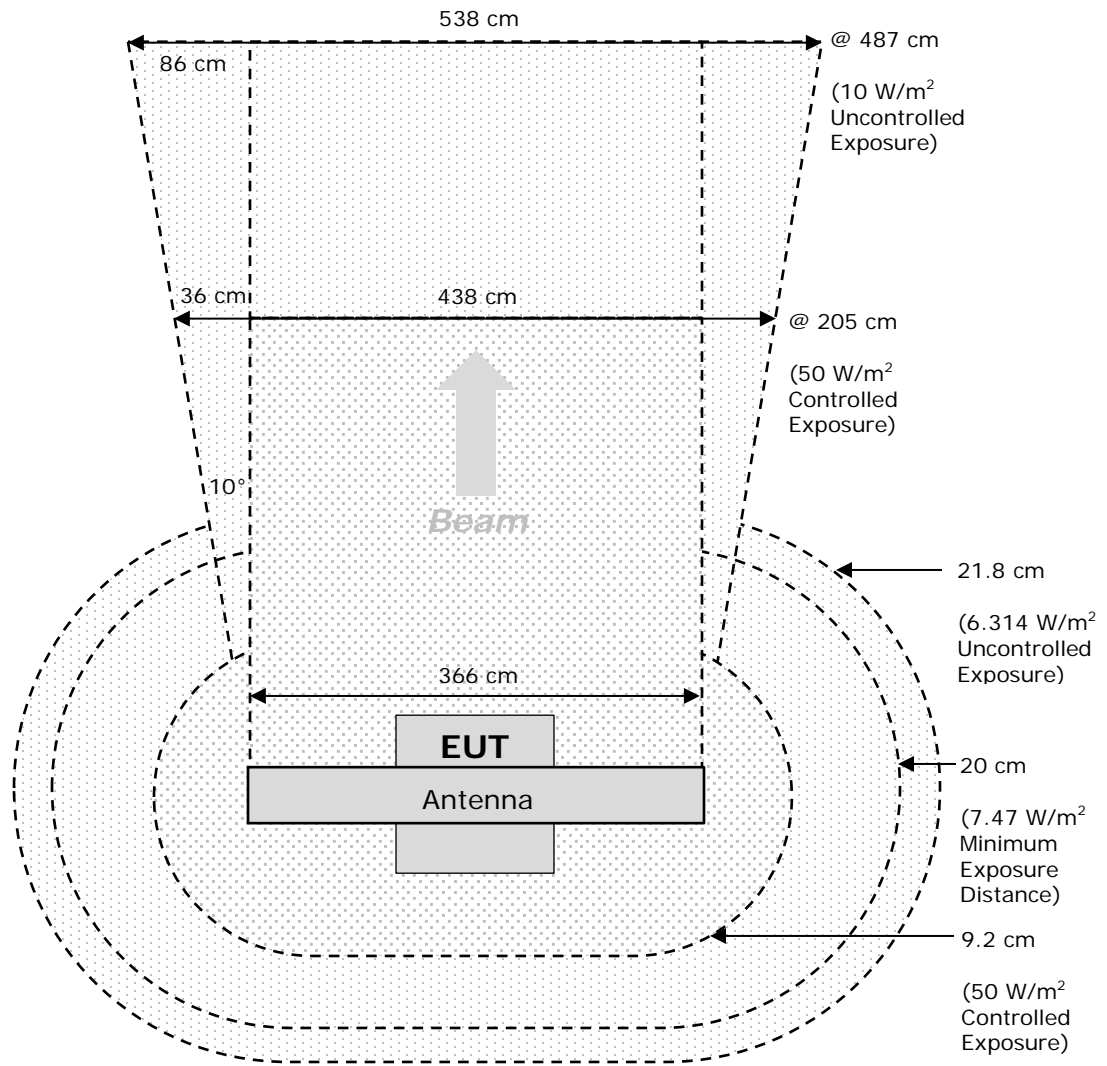 538 cm
@ 487 cm
86 cm
(10 W/m²
Uncontrolled
Exposure)
36 cm
438 cm
@ 205 cm
(50 W/m²
Controlled
Exposure)
10°
Beam
21.8 cm
(6.314 W/m²
Uncontrolled
Exposure)
366 cm
EUT
20 cm
Antenna
(7.47 W/m²
Minimum
Exposure
Distance)
9.2 cm
(50 W/m²
Controlled
Exposure)